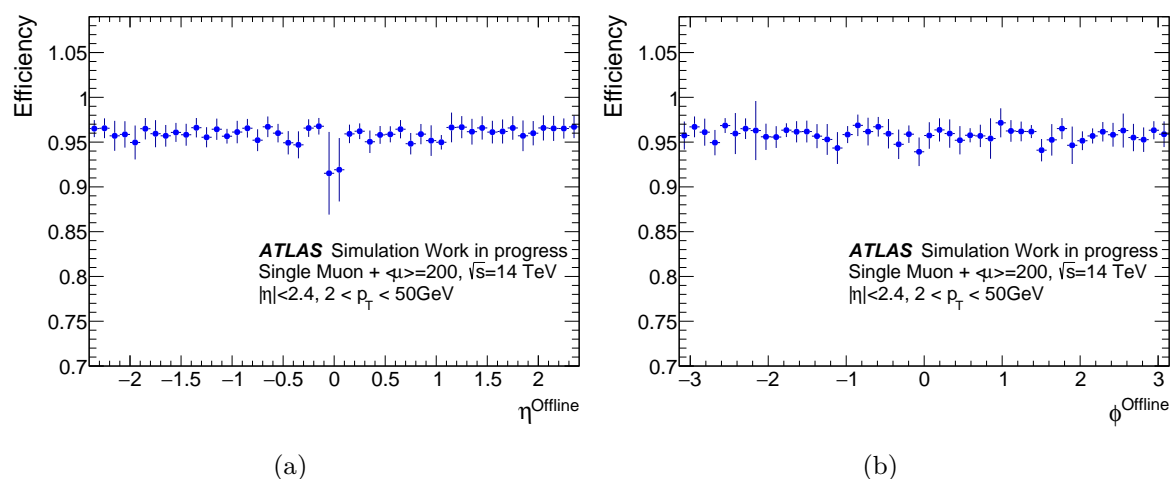 Efficiency
1.05
1
0.95
0.9
0.85
0.8
0.75
0.7
ATLAS Simulation Work in progress
Single Muon + <μ>=200, √s=14 TeV
|η|<2.4, 2 < p_T < 50GeV
−2 −1.5 −1 −0.5 0 0.5 1 1.5 2
η^Offline
(a)
Efficiency
1.05
1
0.95
0.9
0.85
0.8
0.75
0.7
ATLAS Simulation Work in progress
Single Muon + <μ>=200, √s=14 TeV
|η|<2.4, 2 < p_T < 50GeV
−3 −2 −1 0 1 2 3
ϕ^Offline
(b)